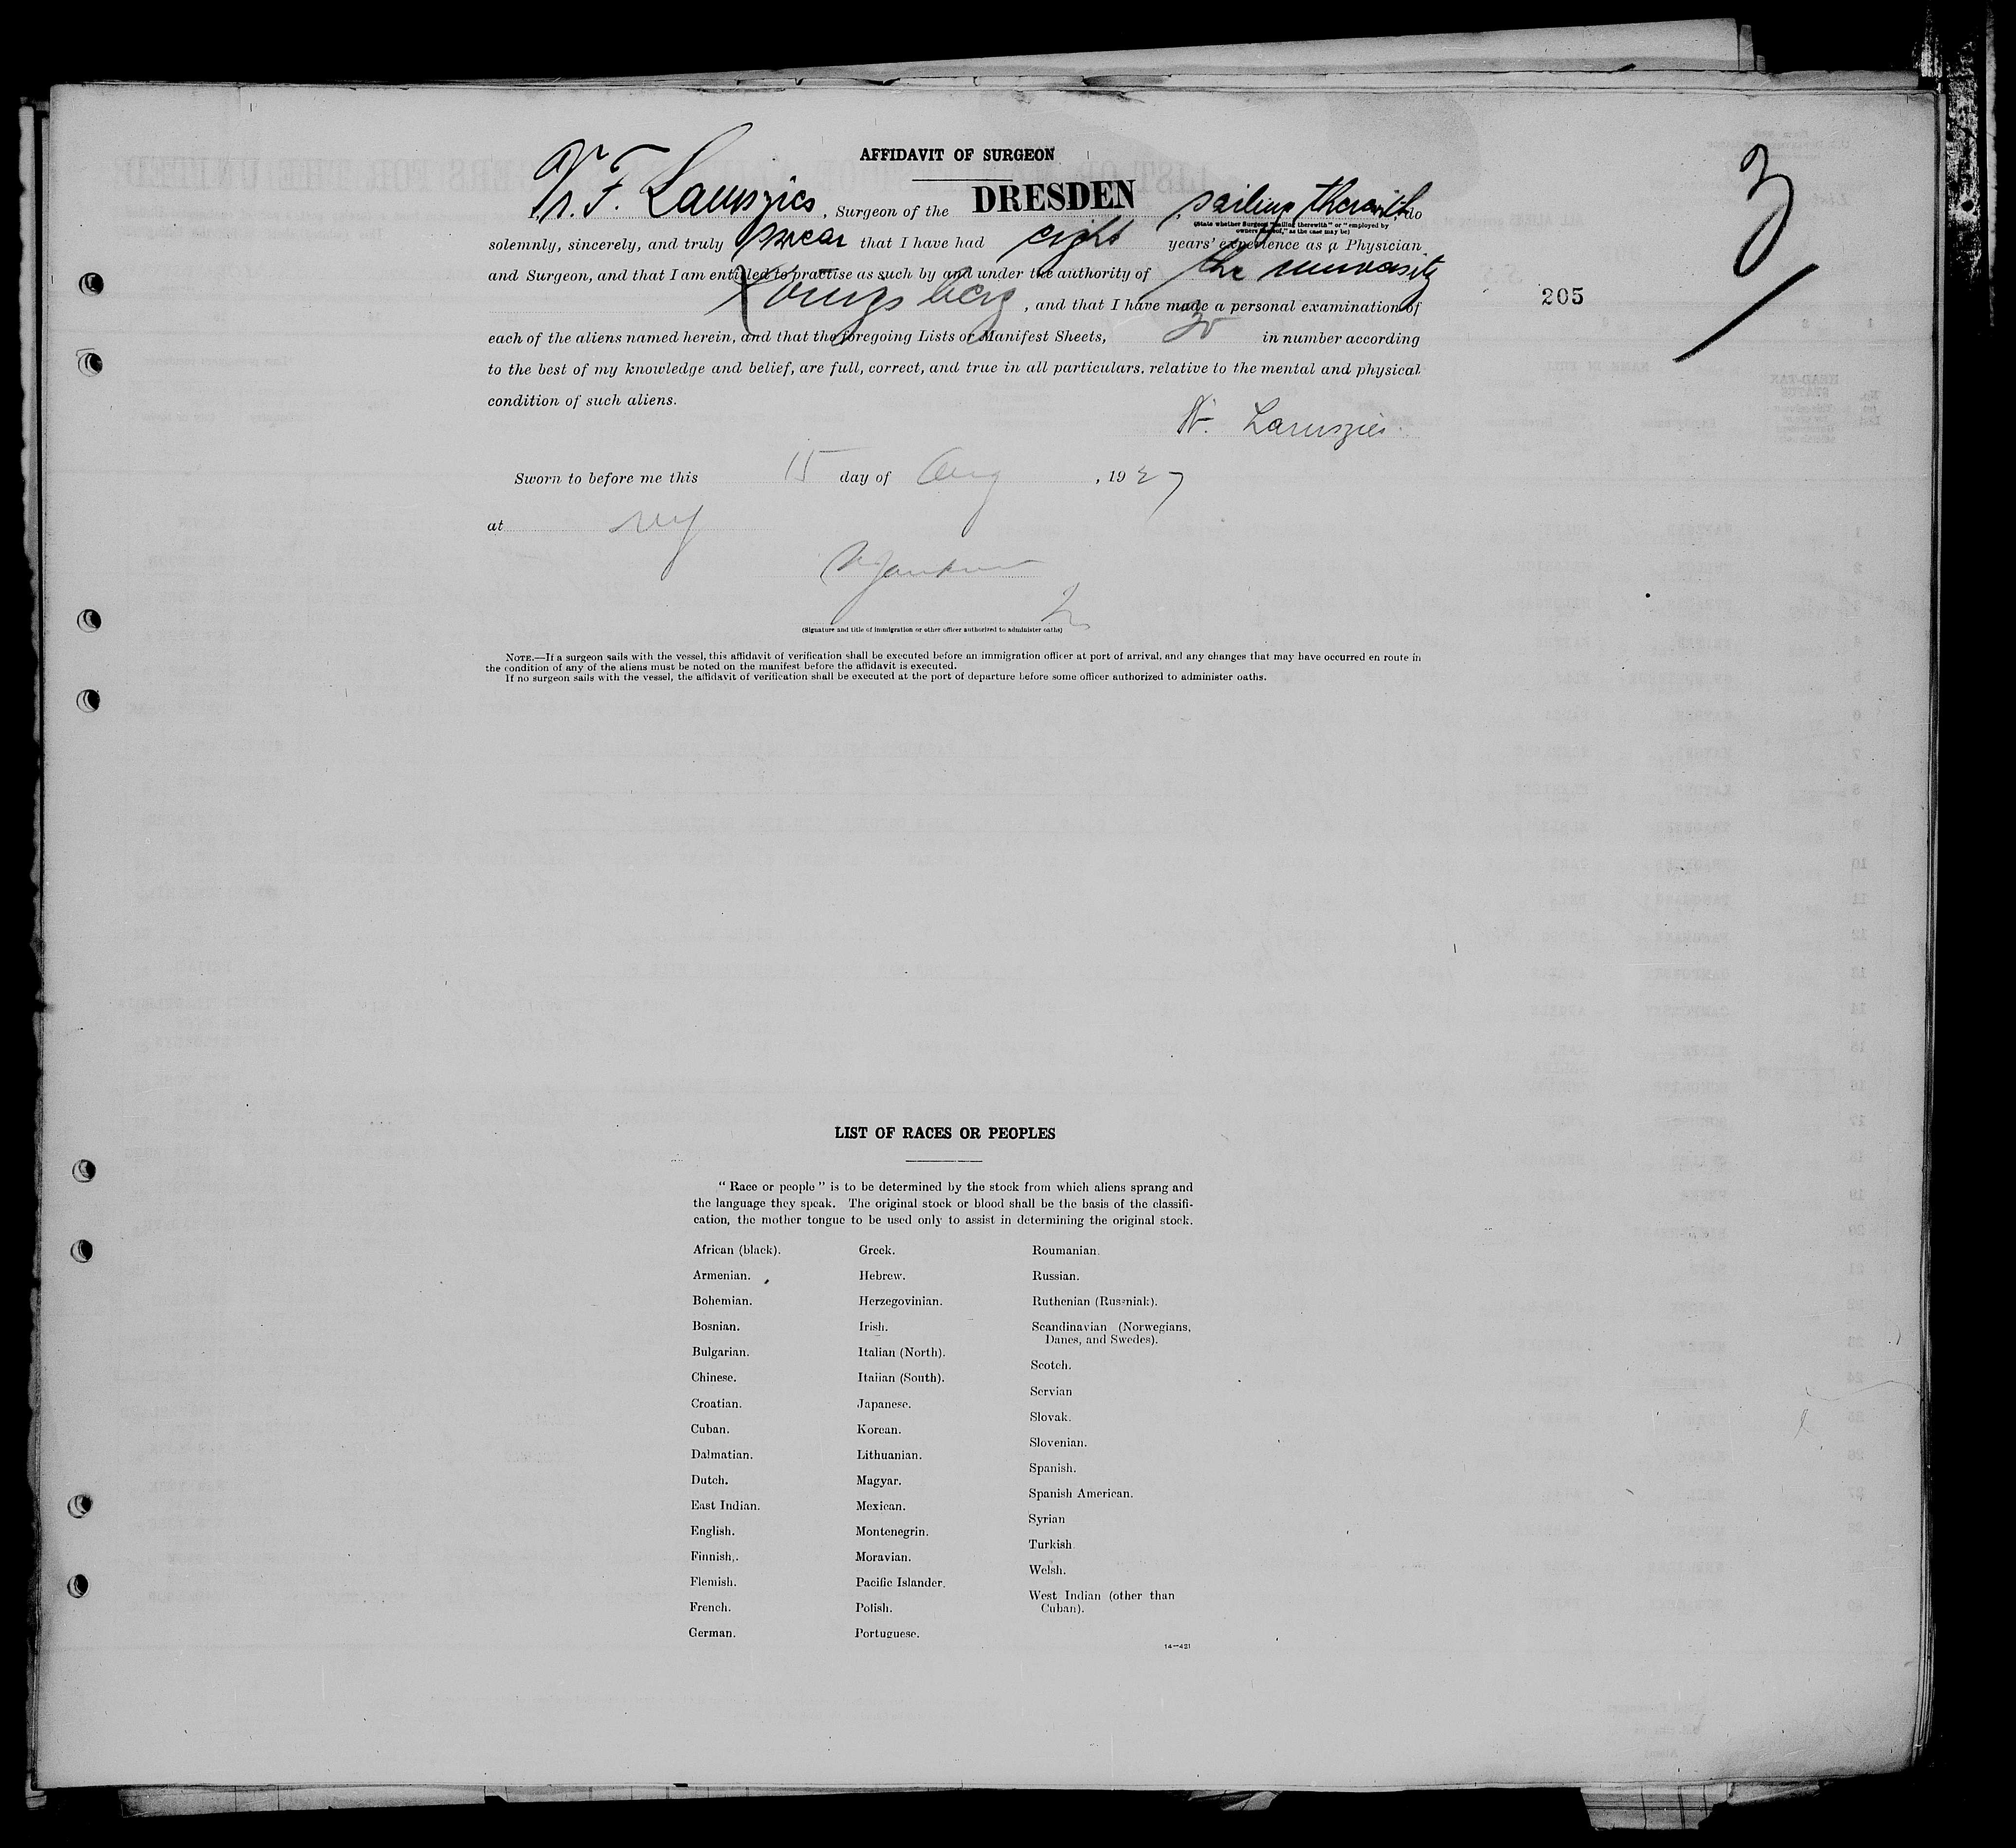 AFFIDAVIT OF SURGEON
3
I, F. , Surgeon of the DRESDEN , sailing therewith, do
(State whether Surgeon "sailing therewith" or "employed by
owners thereof," as the case may be)
solemnly, sincerely, and truly swear that I have had eight years' experience as a Physician
and Surgeon, and that I am entitled to practise as such by and under the authority of the university
Königsberg, and that I have made a personal examination of
205
each of the aliens named herein, and that the foregoing Lists or Manifest Sheets, 30 in number according
to the best of my knowledge and belief, are full, correct, and true in all particulars. relative to the mental and physical
condition of such aliens.
Sworn to before me this 15 day of Aug , 1927
at NY
(Signature and title of immigration or other officer authorized to administer oaths)
NOTE.—If a surgeon sails with the vessel, this affidavit of verification shall be executed before an immigration officer at port of arrival, and any changes that may have occurred en route in
the condition of any of the aliens must be noted on the manifest before the affidavit is executed.
If no surgeon sails with the vessel, the affidavit of verification shall be executed at the port of departure before some officer authorized to administer oaths.
LIST OF RACES OR PEOPLES
"Race or people" is to be determined by the stock from which aliens sprang and
the language they speak. The original stock or blood shall be the basis of the classifi-
cation, the mother tongue to be used only to assist in determining the original stock.
African (black).
Armenian.
Bohemian.
Bosnian.
Bulgarian.
Chinese.
Croatian.
Cuban.
Dalmatian.
Dutch.
East Indian.
English.
Finnish.
Flemish.
French.
German.
Greek.
Hebrew.
Herzegovinian.
Irish.
Italian (North).
Italian (South).
Japanese.
Korean.
Lithuanian.
Magyar.
Mexican.
Montenegrin.
Moravian.
Pacific Islander.
Polish.
Portuguese.
Roumanian.
Russian.
Ruthenian (Russniak).
Scandinavian (Norwegians,
Danes, and Swedes).
Scotch.
Servian
Slovak.
Slovenian.
Spanish.
Spanish American.
Syrian
Turkish.
Welsh.
West Indian (other than
Cuban).
14—421